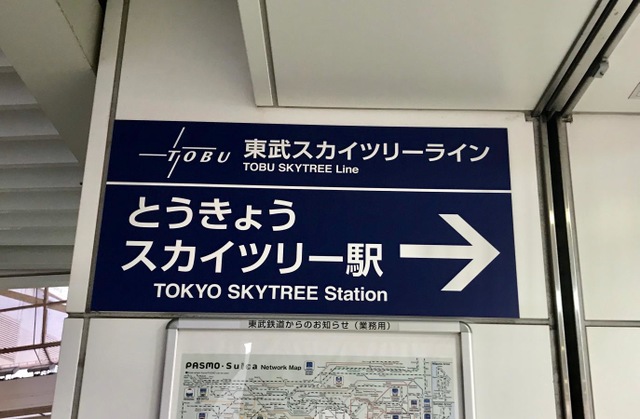 TOBU 東武スカイツリーライン
TOBU SKYTREE Line
とうきょう
スカイツリー駅
TOKYO SKYTREE Station
東武鉄道からのお知らせ（業務用）
PASMO・Suica Network Map